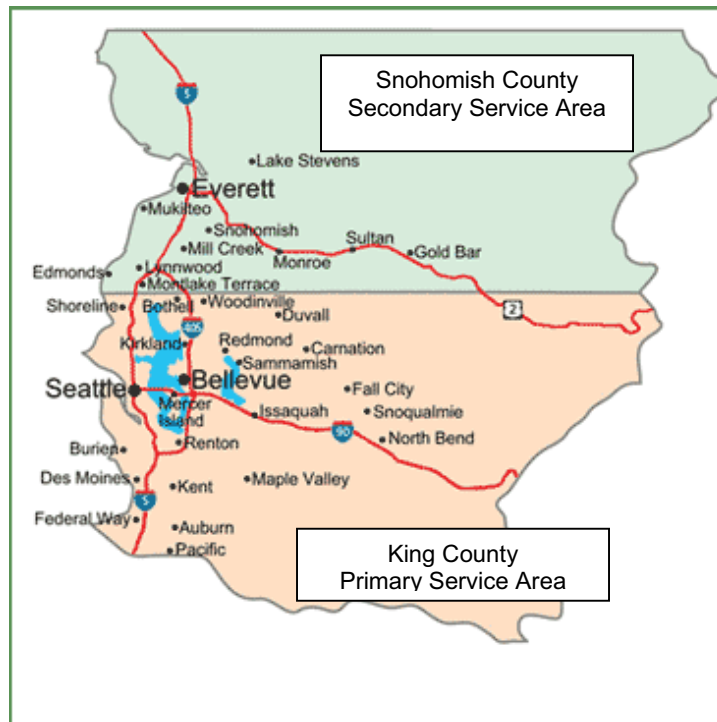 Snohomish County
Secondary Service Area
5
Lake Stevens
Everett
Mukilteo
Snohomish
Mill Creek
Monroe
Sultan
Gold Bar
Edmonds
Lynnwood
Montlake Terrace
Shoreline
Bothell
Woodinville
2
Duvall
405
Kirkland
Redmond
Carnation
Sammamish
Seattle
Bellevue
Fall City
Mercer
Island
Issaquah
Snoqualmie
90
North Bend
Burien
Renton
Des Moines
Kent
Maple Valley
5
Federal Way
Auburn
Pacific
King County
Primary Service Area